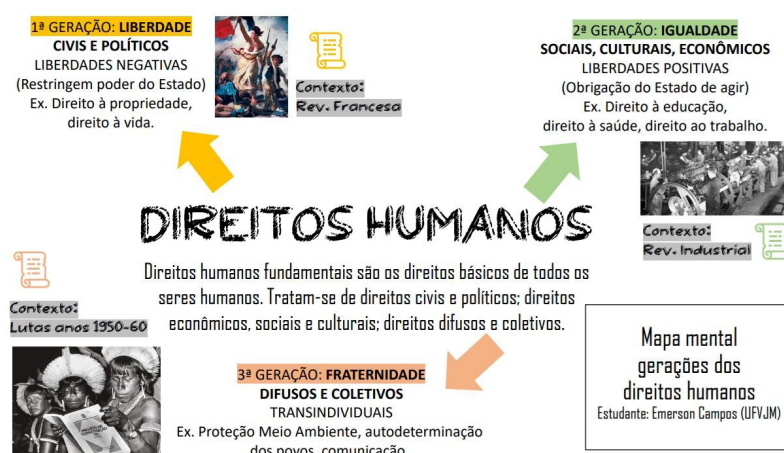 1ª GERAÇÃO: LIBERDADE
CIVIS E POLÍTICOS
LIBERDADES NEGATIVAS
(Restringem poder do Estado)
Ex. Direito à propriedade,
direito à vida.
Contexto:
Rev. Francesa
2ª GERAÇÃO: IGUALDADE
SOCIAIS, CULTURAIS, ECONÔMICOS
LIBERDADES POSITIVAS
(Obrigação do Estado de agir)
Ex. Direito à educação,
direito à saúde, direito ao trabalho.
Contexto:
Rev. Industrial
DIREITOS HUMANOS
Direitos humanos fundamentais são os direitos básicos de todos os
seres humanos. Tratam-se de direitos civis e políticos; direitos
econômicos, sociais e culturais; direitos difusos e coletivos.
Contexto:
Lutas anos 1950-60
3ª GERAÇÃO: FRATERNIDADE
DIFUSOS E COLETIVOS
TRANSINDIVIDUAIS
Ex. Proteção Meio Ambiente, autodeterminação
dos povos, comunicação
Mapa mental
gerações dos
direitos humanos
Estudante: Emerson Campos (UFVJM)